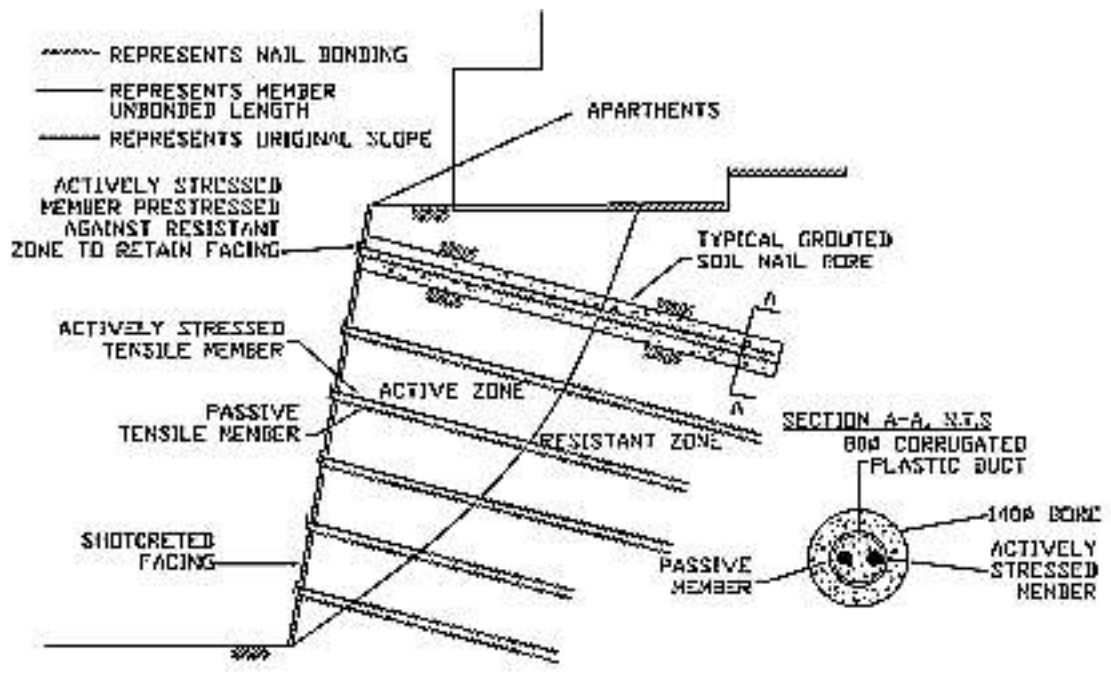 REPRESENTS NAIL BONDING
REPRESENTS MEMBER
UNBONDED LENGTH
REPRESENTS ORIGINAL SLOPE
APARTMENTS
ACTIVELY STRESSED
MEMBER PRESTRESSED
AGAINST RESISTANT
ZONE TO RETAIN FACING
TYPICAL GROUTED
SOIL NAIL BORE
A
ACTIVELY STRESSED
TENSILE MEMBER
ACTIVE ZONE
A
PASSIVE
TENSILE MEMBER
RESISTANT ZONE
SECTION A-A, N.T.S
80Ø CORRUGATED
PLASTIC DUCT
140Ø BORE
SHOTCRETED
FACING
PASSIVE
MEMBER
ACTIVELY
STRESSED
MEMBER